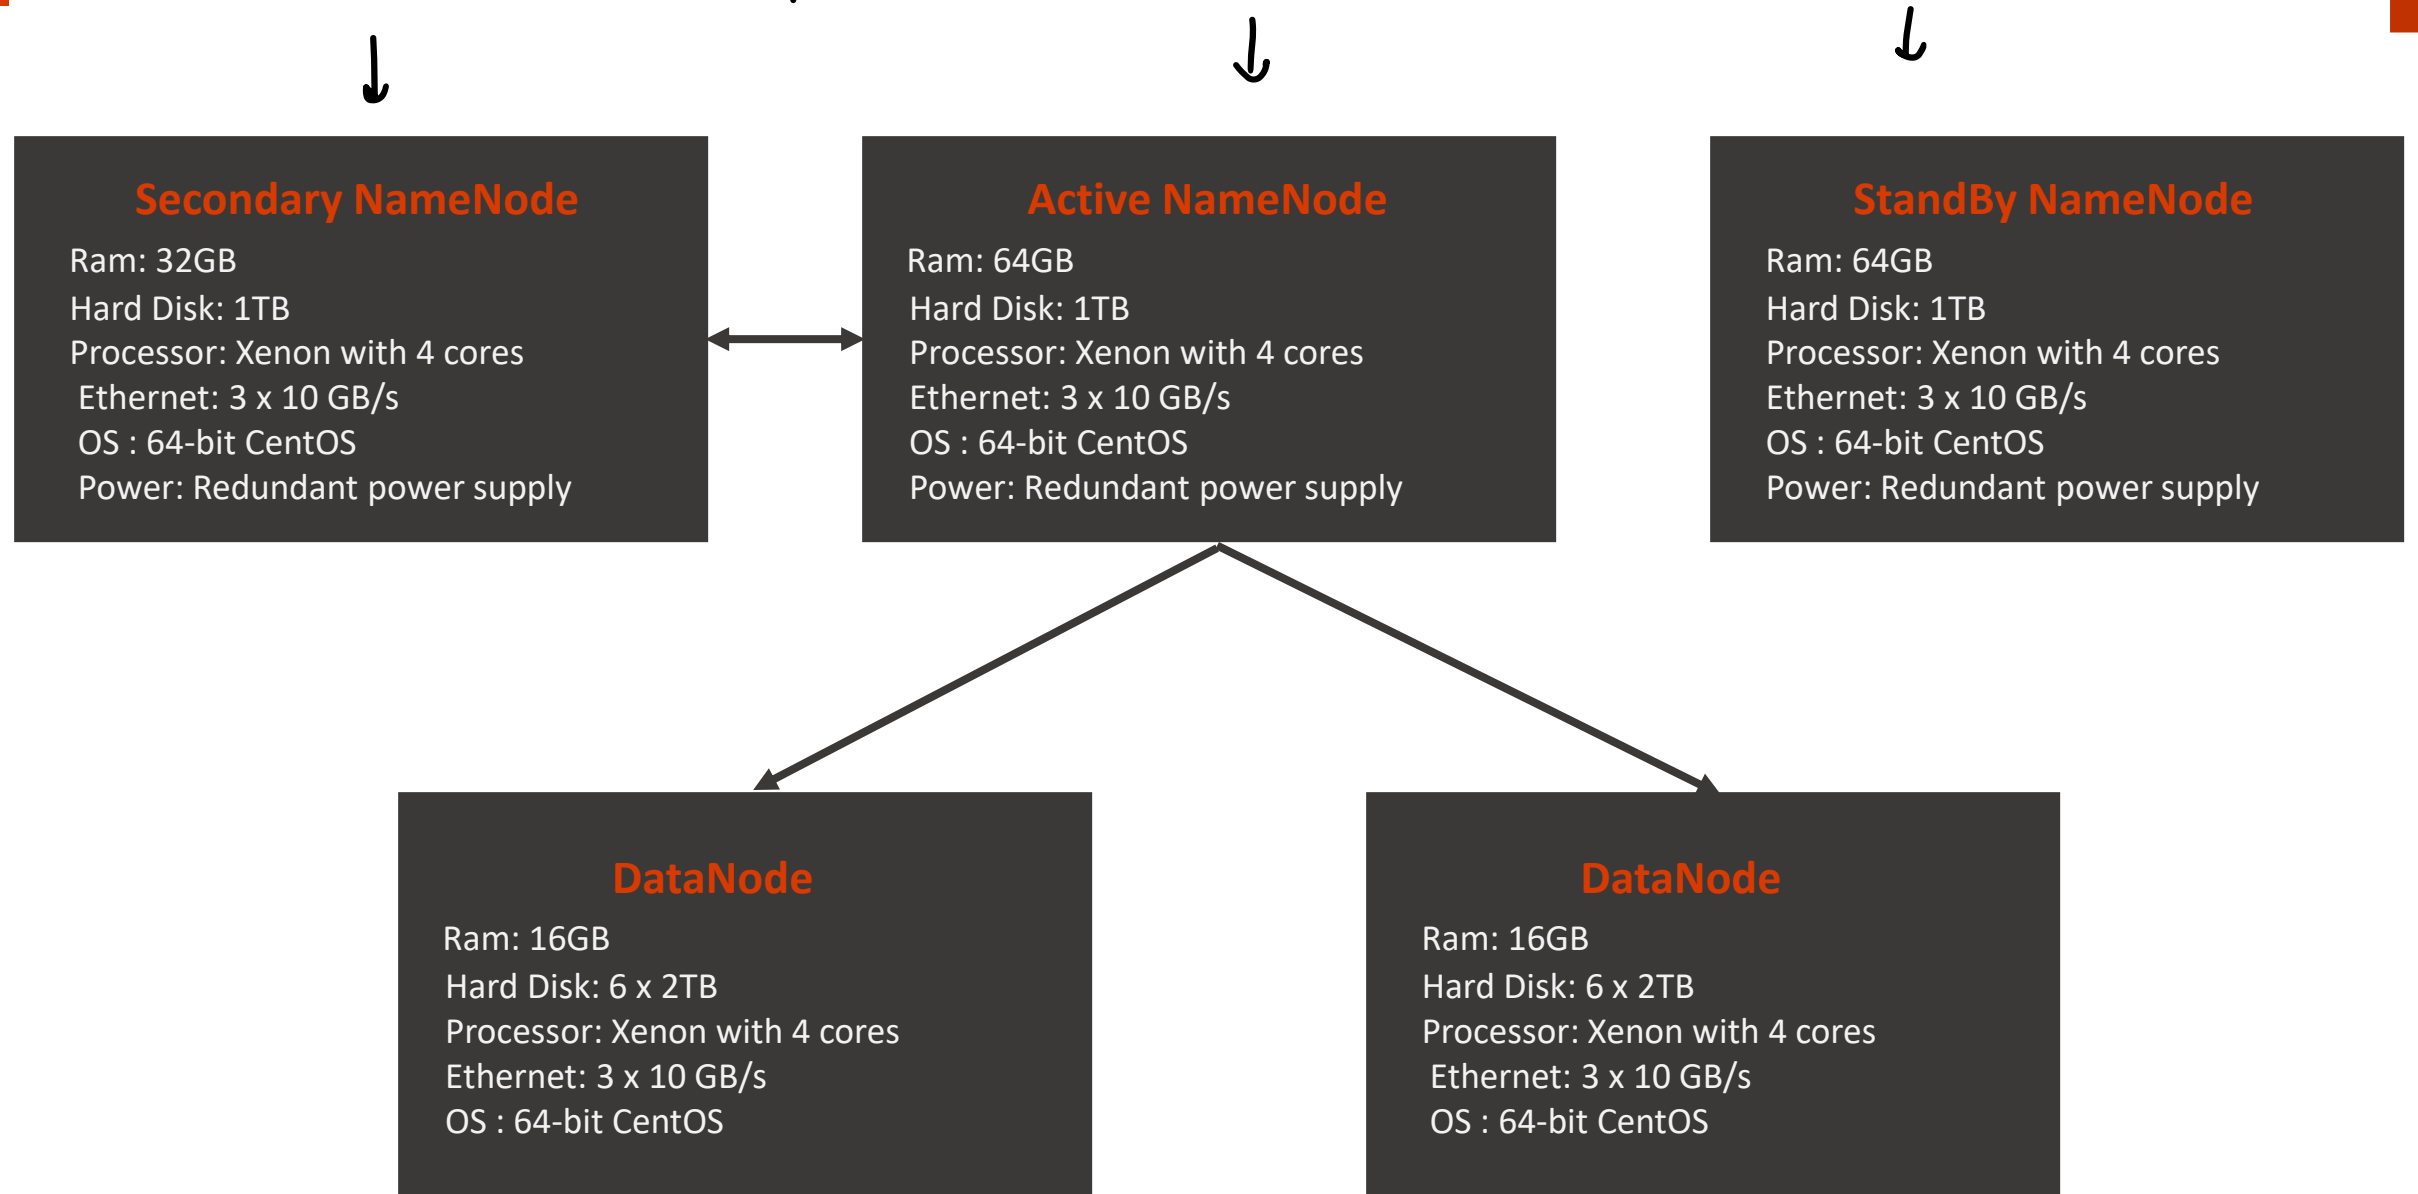 Secondary NameNode
Ram: 32GB
Hard Disk: 1TB
Processor: Xenon with 4 cores
Ethernet: 3 x 10 GB/s
OS : 64-bit CentOS
Power: Redundant power supply
Active NameNode
Ram: 64GB
Hard Disk: 1TB
Processor: Xenon with 4 cores
Ethernet: 3 x 10 GB/s
OS : 64-bit CentOS
Power: Redundant power supply
StandBy NameNode
Ram: 64GB
Hard Disk: 1TB
Processor: Xenon with 4 cores
Ethernet: 3 x 10 GB/s
OS : 64-bit CentOS
Power: Redundant power supply
DataNode
Ram: 16GB
Hard Disk: 6 x 2TB
Processor: Xenon with 4 cores
Ethernet: 3 x 10 GB/s
OS : 64-bit CentOS
DataNode
Ram: 16GB
Hard Disk: 6 x 2TB
Processor: Xenon with 4 cores
Ethernet: 3 x 10 GB/s
OS : 64-bit CentOS